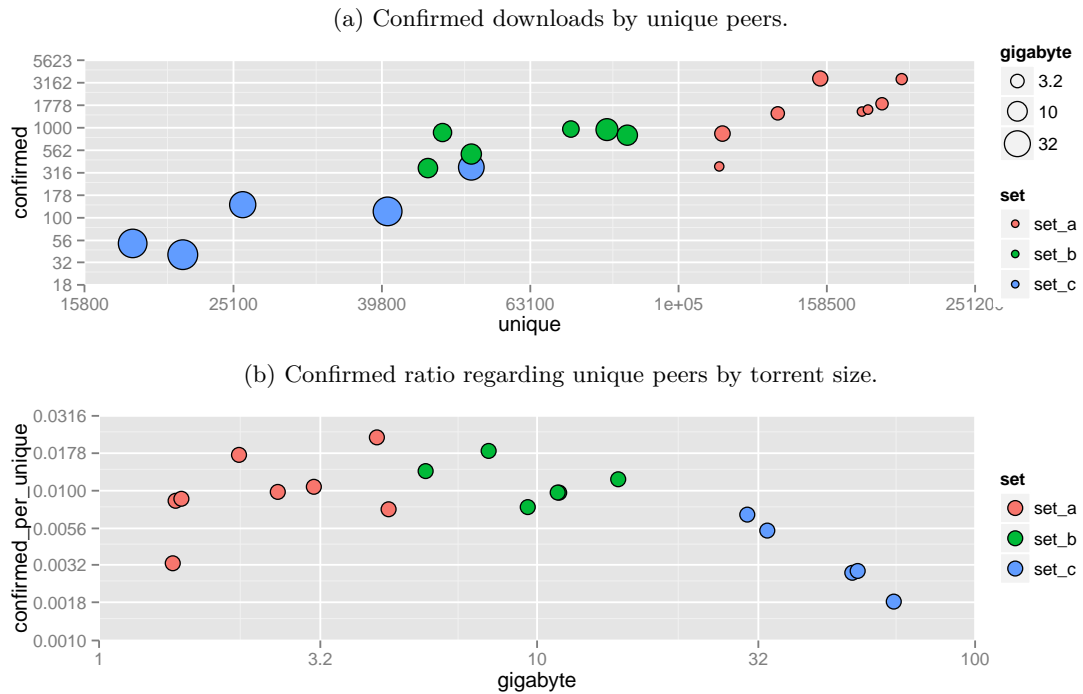 (a) Confirmed downloads by unique peers.
5623
3162
1778
1000
562
316
178
100
56
32
18
confirmed
15800 25100 39800 63100 1e+05 158500 251200
unique
gigabyte
3.2
10
32
set
set_a
set_b
set_c
(b) Confirmed ratio regarding unique peers by torrent size.
0.0316
0.0178
0.0100
0.0056
0.0032
0.0018
0.0010
confirmed_per_unique
1 3.2 10 32 100
gigabyte
set
set_a
set_b
set_c